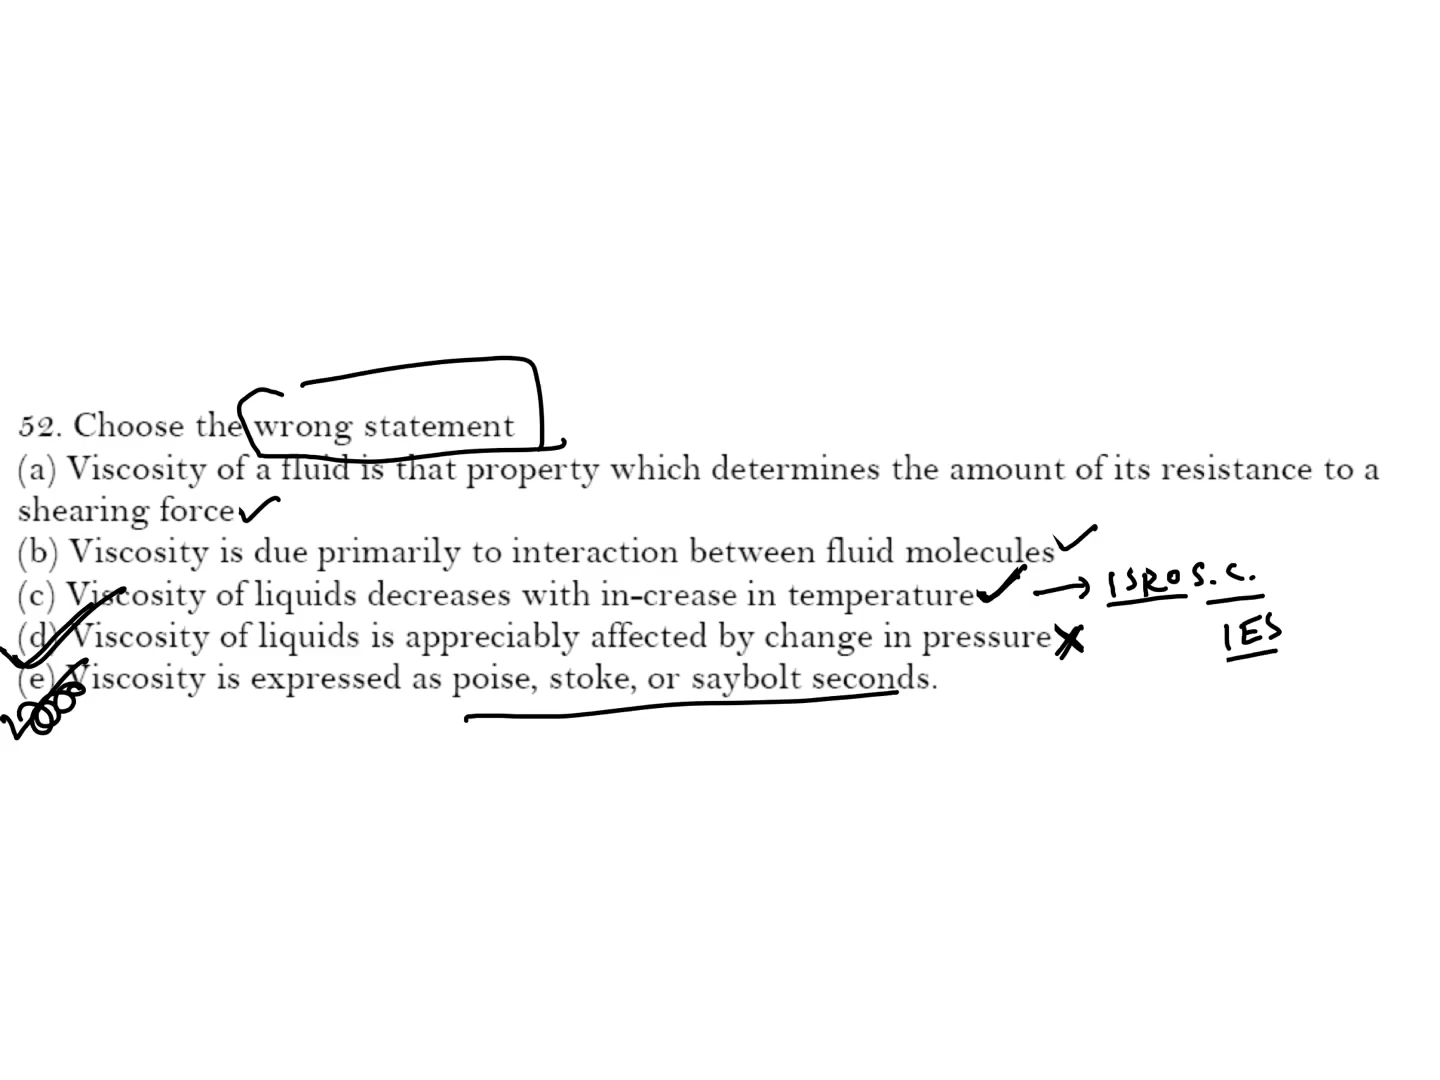 52. Choose the wrong statement
(a) Viscosity of a fluid is that property which determines the amount of its resistance to a
shearing force
(b) Viscosity is due primarily to interaction between fluid molecules
(c) Viscosity of liquids decreases with in-crease in temperature → ISRO S.C.
(d) Viscosity of liquids is appreciably affected by change in pressure IES
(e) Viscosity is expressed as poise, stoke, or saybolt seconds.